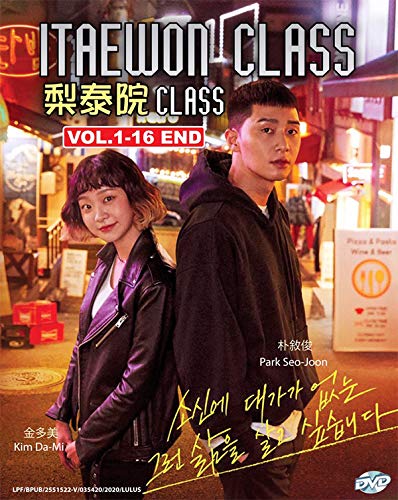 ITAEWON CLASS
梨泰院 CLASS
VOL.1-16 END
Pizza & Pasta
Wine & Beer
朴敘俊
Park Seo-Joon
소신에 대가가 없는
그런 삶을 살고 싶습니다
金多美
Kim Da-Mi
LPF/BPUB/2551522-V/035420/2020/LULUS
DVD